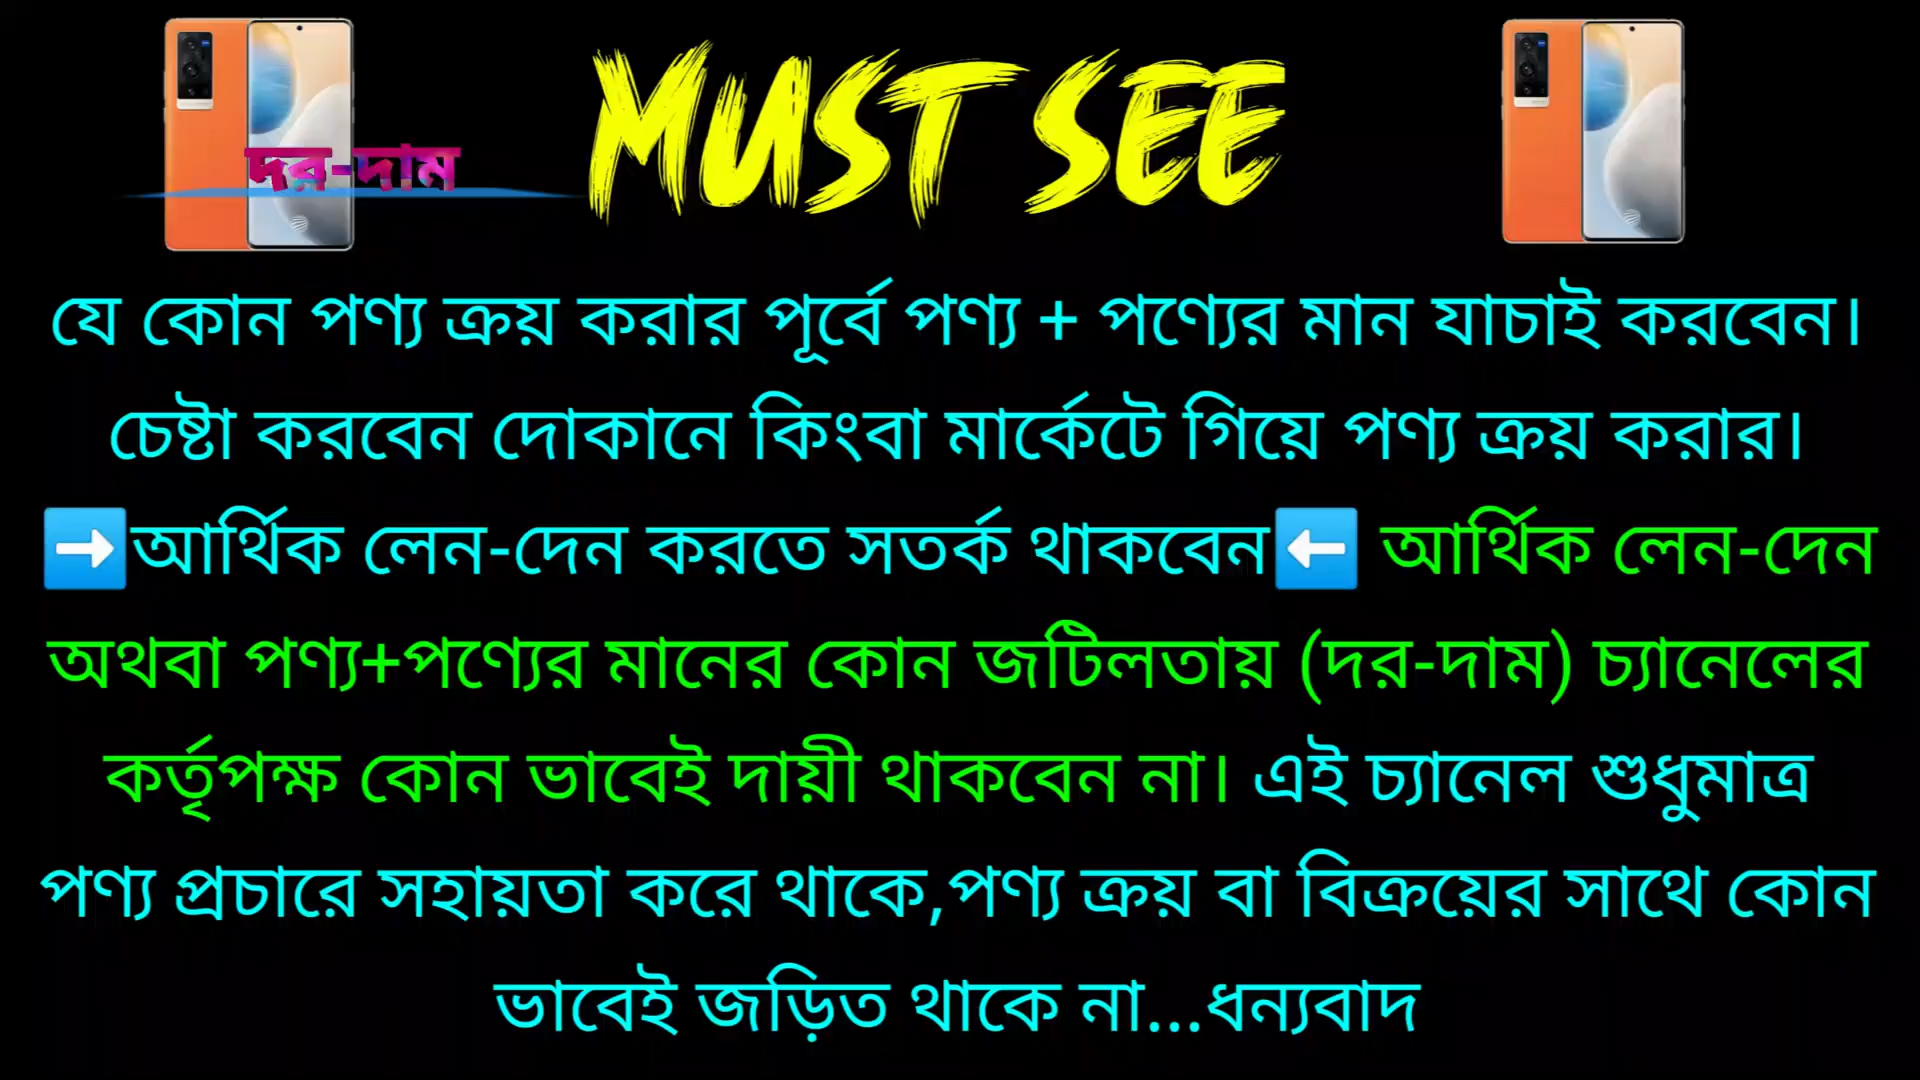 MUST SEE
দর-দাম
যে কোন পণ্য ক্রয় করার পূর্বে পণ্য + পণ্যের মান যাচাই করবেন।
চেষ্টা করবেন দোকানে কিংবা মার্কেটে গিয়ে পণ্য ক্রয় করার।
➡️আর্থিক লেন-দেন করতে সতর্ক থাকবেন⬅️ আর্থিক লেন-দেন
অথবা পণ্য+পণ্যের মানের কোন জটিলতায় (দর-দাম) চ্যানেলের
কর্তৃপক্ষ কোন ভাবেই দায়ী থাকবেন না। এই চ্যানেল শুধুমাত্র
পণ্য প্রচারে সহায়তা করে থাকে,পণ্য ক্রয় বা বিক্রয়ের সাথে কোন
ভাবেই জড়িত থাকে না...ধন্যবাদ